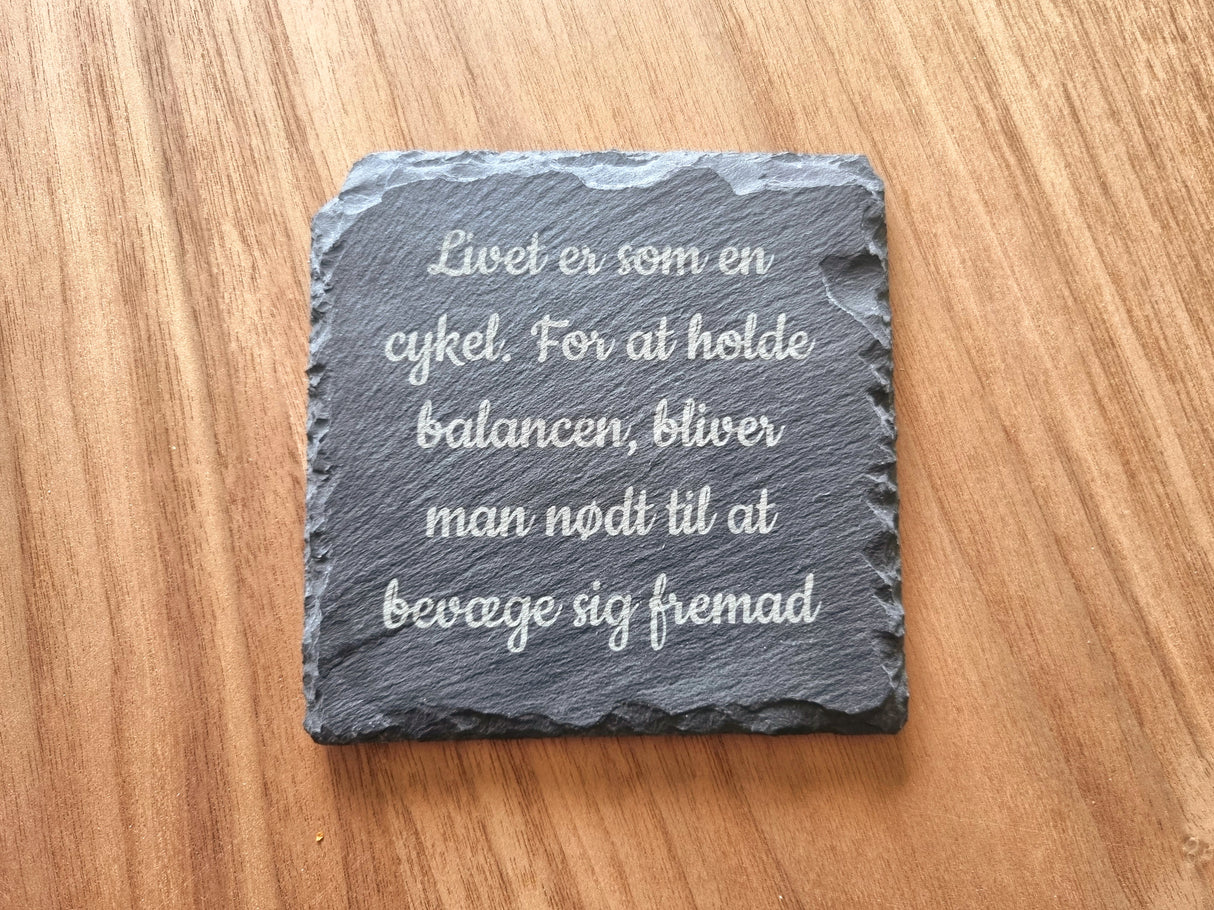 Livet er som en
cykel. For at holde
balancen, bliver
man nødt til at
bevæge sig fremad